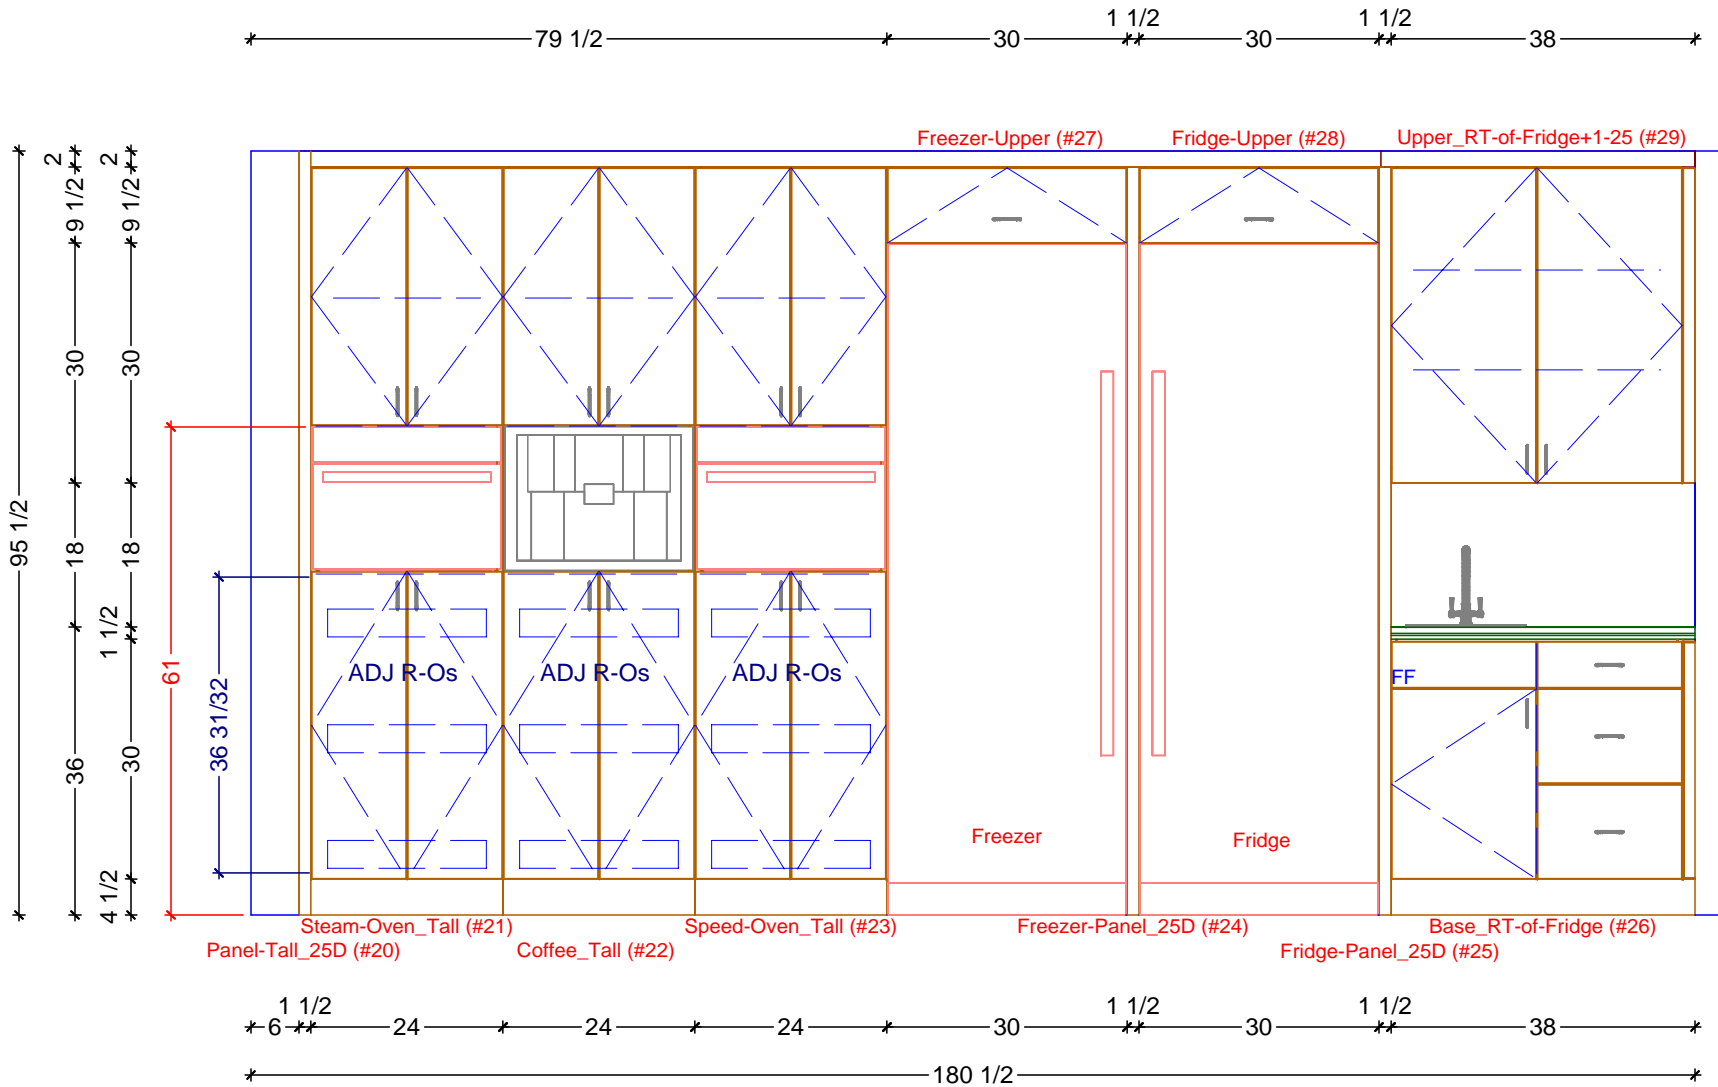 1 1/2 1 1/2
79 1/2 30 30 38
Freezer-Upper (#27) Fridge-Upper (#28) Upper_RT-of-Fridge+1-25 (#29)
2 2
9 1/2 9 1/2
30 30
95 1/2
18 18
1 1/2
61
36 31/32
36 30
4 1/2
ADJ R-Os ADJ R-Os ADJ R-Os
FF
Freezer Fridge
Steam-Oven_Tall (#21) Speed-Oven_Tall (#23) Freezer-Panel_25D (#24) Base_RT-of-Fridge (#26)
Panel-Tall_25D (#20) Coffee_Tall (#22) Fridge-Panel_25D (#25)
1 1/2 1 1/2 1 1/2
6 24 24 24 30 30 38
180 1/2